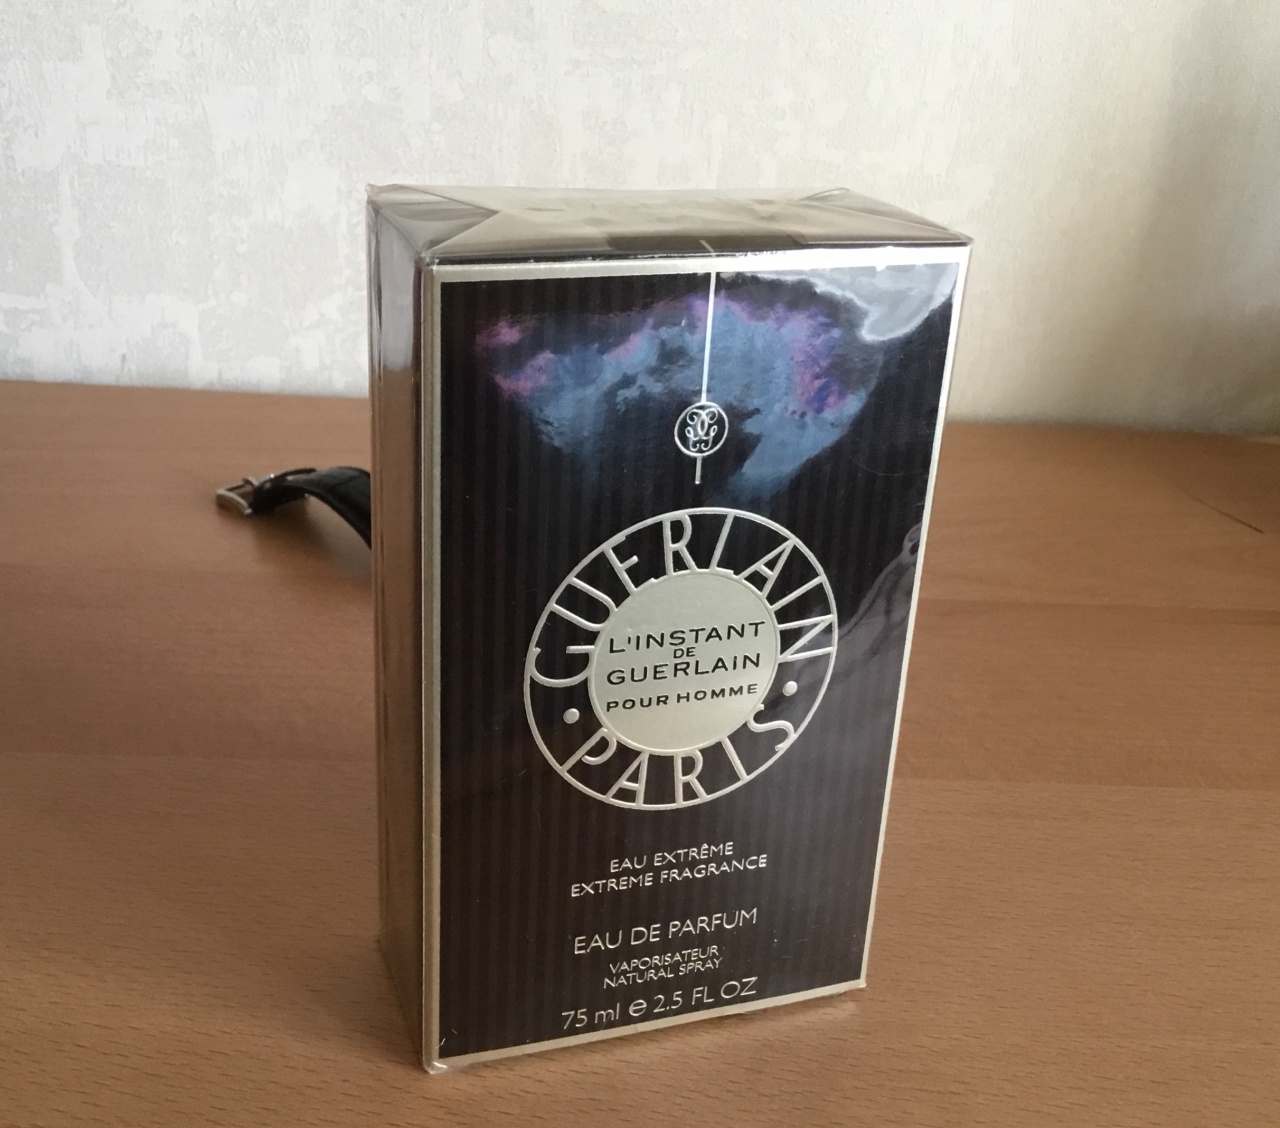 GUERLAIN
L'INSTANT
DE
GUERLAIN
POUR HOMME
PARIS
EAU EXTRÊME
EXTREME FRAGRANCE
EAU DE PARFUM
VAPORISATEUR
NATURAL SPRAY
75 ml e 2.5 FL OZ